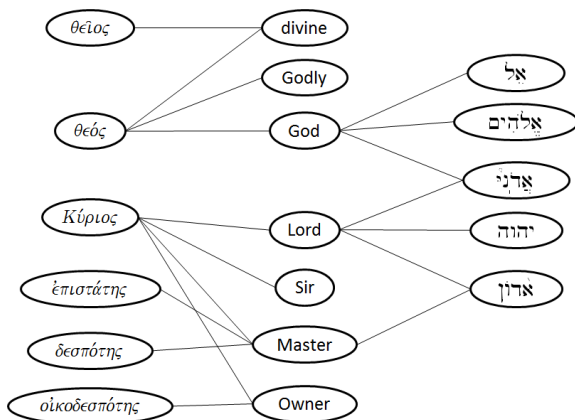 θεῖος
divine
Godly
אֵל
θεός
God
אֱלֹהִים
אֲדֹנָי
Κύριος
Lord
יהוה
Sir
ἐπιστάτης
אָדוֹן
Master
δεσπότης
Owner
οἰκοδεσπότης